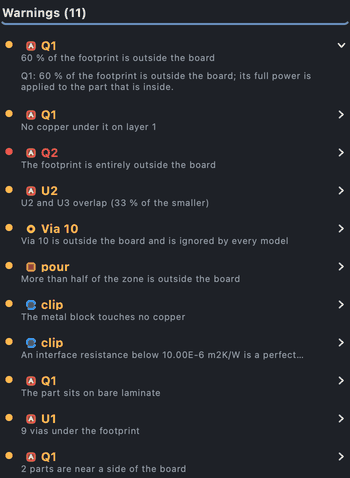 Warnings (11)
Q1
60 % of the footprint is outside the board
Q1: 60 % of the footprint is outside the board; its full power is
applied to the part that is inside.
Q1
No copper under it on layer 1
Q2
The footprint is entirely outside the board
U2
U2 and U3 overlap (33 % of the smaller)
Via 10
Via 10 is outside the board and is ignored by every model
pour
More than half of the zone is outside the board
clip
The metal block touches no copper
clip
An interface resistance below 10.00E-6 m2K/W is a perfect…
Q1
The part sits on bare laminate
U1
9 vias under the footprint
Q1
2 parts are near a side of the board